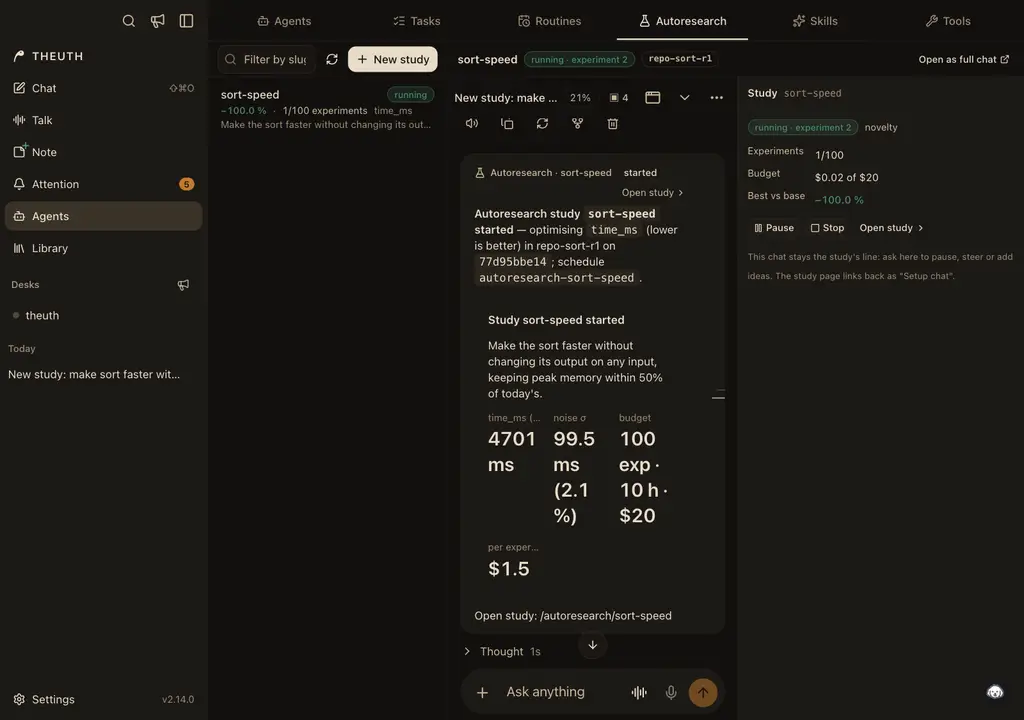 Agents
Tasks
Routines
Autoresearch
Skills
Tools
THEUTH
Chat
⇧⌘O
Talk
Note
Attention
5
Agents
Library
Desks
theuth
Today
New study: make sort faster wit...
Settings
v2.14.0
Filter by slug
+ New study
sort-speed
running
−100.0 % · 1/100 experiments time_ms
Make the sort faster without changing its out...
sort-speed
running · experiment 2
repo-sort-r1
Open as full chat
New study: make ...
21%
4
Autoresearch · sort-speed started
Open study >
Autoresearch study sort-speed
started — optimising time_ms (lower
is better) in repo-sort-r1 on
77d95bbe14 ; schedule
autoresearch-sort-speed .
Study sort-speed started
Make the sort faster without
changing its output on any input,
keeping peak memory within 50%
of today's.
time_ms (...
4701
ms
noise σ
99.5
ms
(2.1
%)
budget
100
exp ·
10 h ·
$20
per exper...
$1.5
Open study: /autoresearch/sort-speed
Thought 1s
Ask anything
Study sort-speed
running · experiment 2
novelty
Experiments 1/100
Budget $0.02 of $20
Best vs base −100.0 %
Pause
Stop
Open study >
This chat stays the study's line: ask here to pause, steer or add
ideas. The study page links back as "Setup chat".